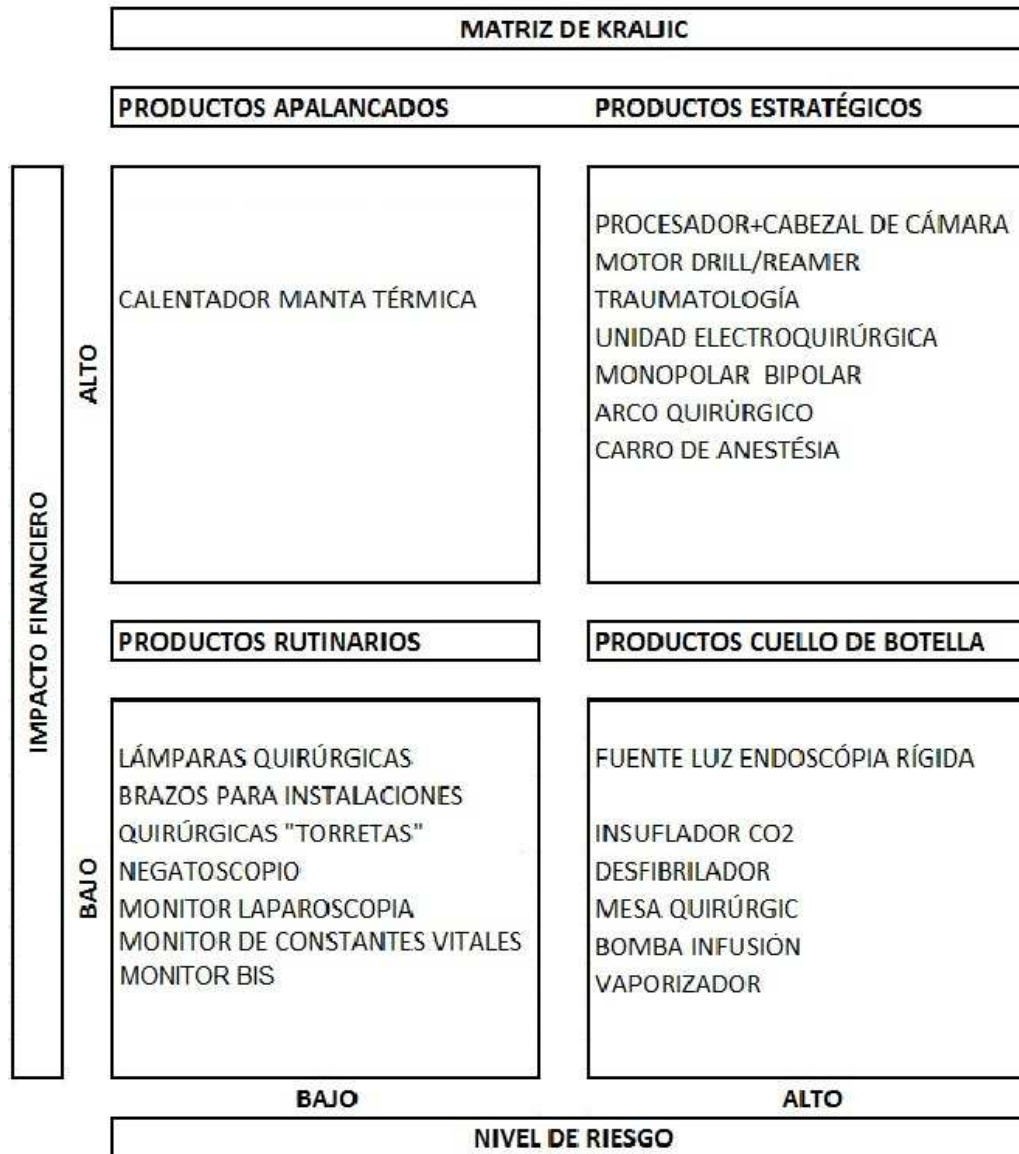 MATRIZ DE KRALJIC
PRODUCTOS APALANCADOS
PRODUCTOS ESTRATÉGICOS
IMPACTO FINANCIERO
ALTO
CALENTADOR MANTA TÉRMICA
PROCESADOR+CABEZAL DE CÁMARA
MOTOR DRILL/REAMER
TRAUMATOLOGÍA
UNIDAD ELECTROQUIRÚRGICA
MONOPOLAR BIPOLAR
ARCO QUIRÚRGICO
CARRO DE ANESTÉSIA
PRODUCTOS RUTINARIOS
PRODUCTOS CUELLO DE BOTELLA
BAJO
LÁMPARAS QUIRÚRGICAS
BRAZOS PARA INSTALACIONES
QUIRÚRGICAS "TORRETAS"
NEGATOSCOPIO
MONITOR LAPAROSCOPIA
MONITOR DE CONSTANTES VITALES
MONITOR BIS
FUENTE LUZ ENDOSCÓPIA RÍGIDA
INSUFLADOR CO2
DESFIBRILADOR
MESA QUIRÚRGIC
BOMBA INFUSIÓN
VAPORIZADOR
BAJO
ALTO
NIVEL DE RIESGO